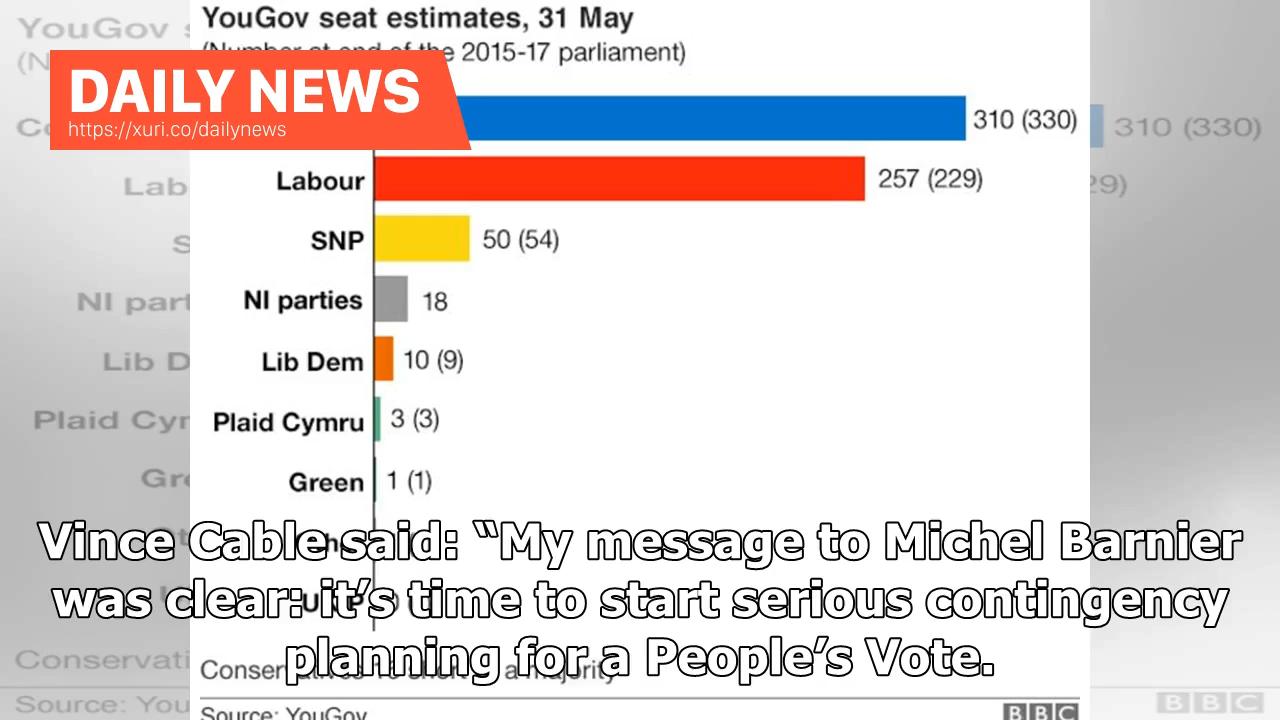 YouGov seat estimates, 31 May
(Number at end of the 2015-17 parliament)
DAILY NEWS
https://xuri.co/dailynews
310 (330)
Labour 257 (229)
SNP 50 (54)
NI parties 18
Lib Dem 10 (9)
Plaid Cymru 3 (3)
Green 1 (1)
Vince Cable said: “My message to Michel Barnier
was clear: it’s time to start serious contingency
planning for a People’s Vote.
a majority
Source: YouGov
BBC